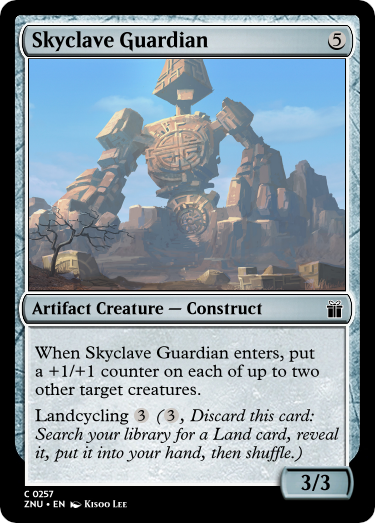 Skyclave Guardian 5
Artifact Creature — Construct
When Skyclave Guardian enters, put
a +1/+1 counter on each of up to two
other target creatures.
Landcycling 3 (3, Discard this card:
Search your library for a Land card, reveal
it, put it into your hand, then shuffle.)
3/3
C 0257
ZNU • EN Kisoo Lee